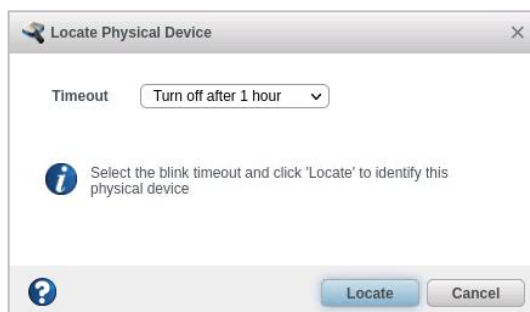 Locate Physical Device
Timeout Turn off after 1 hour
Select the blink timeout and click 'Locate' to identify this
physical device
Locate Cancel